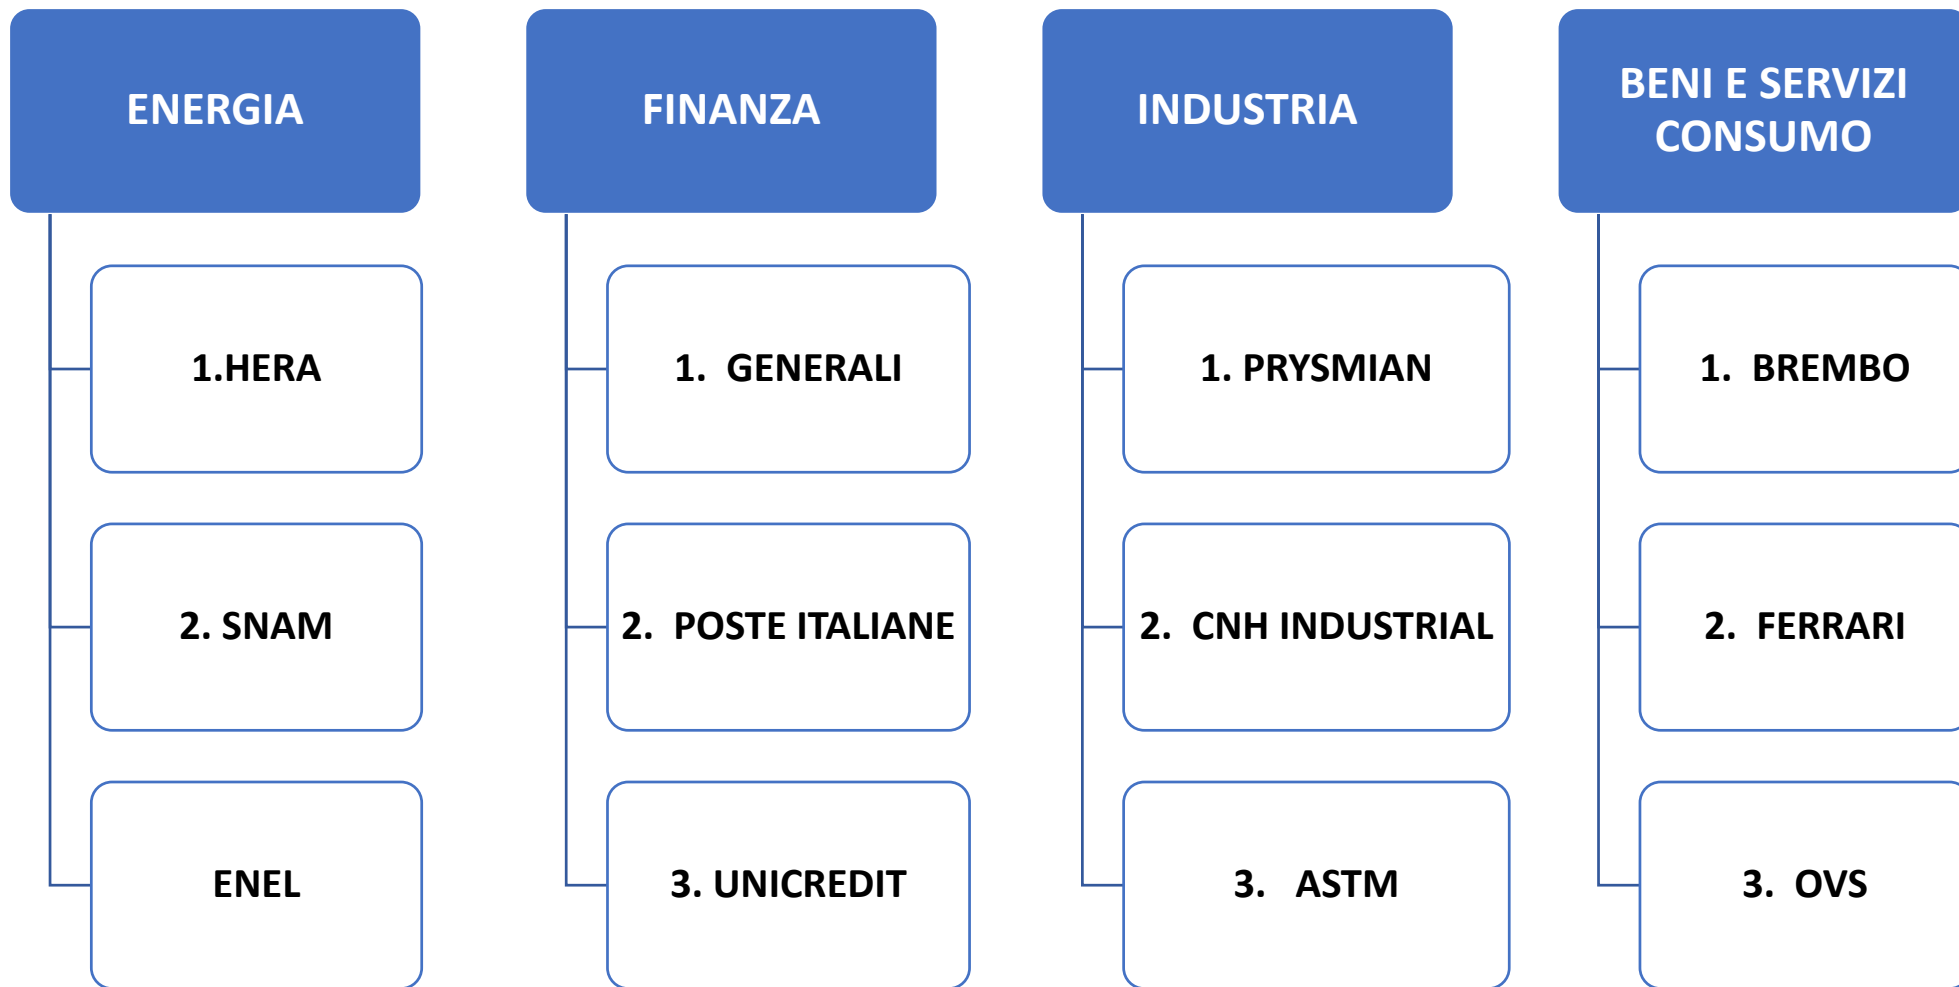 ENERGIA
1.HERA
2. SNAM
ENEL
FINANZA
1. GENERALI
2. POSTE ITALIANE
3. UNICREDIT
INDUSTRIA
1. PRYSMIAN
2. CNH INDUSTRIAL
3. ASTM
BENI E SERVIZI
CONSUMO
1. BREMBO
2. FERRARI
3. OVS